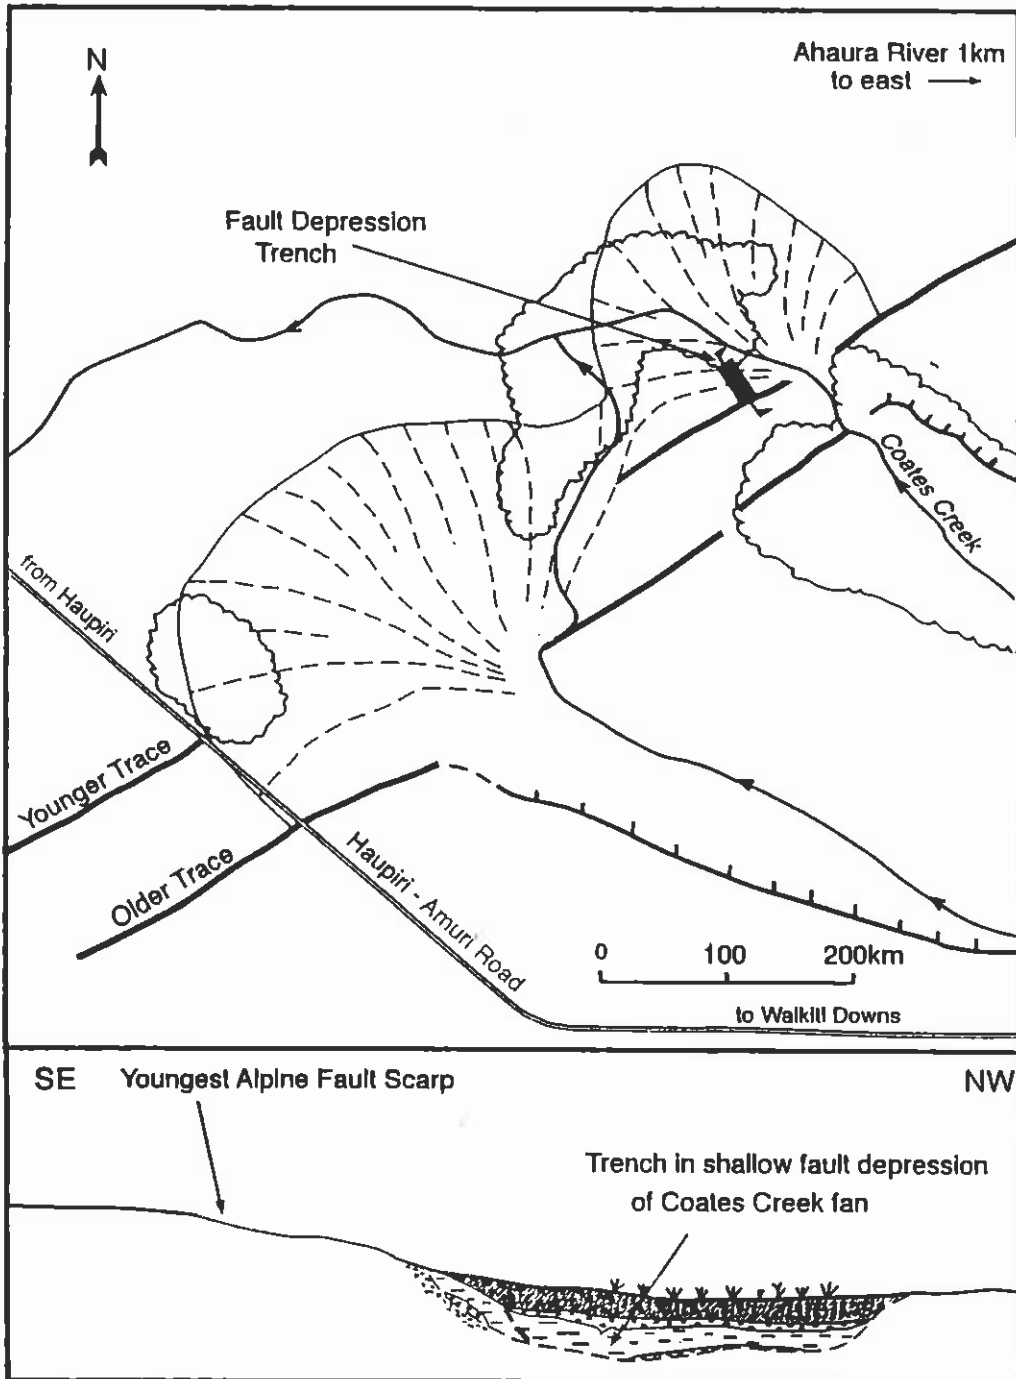 N
Ahaura River 1km
to east
Fault Depression
Trench
Coates Creek
from Haupiri
Younger Trace
Older Trace
Haupiri - Amuri Road
0 100 200km
to Waikiti Downs
SE Youngest Alpine Fault Scarp NW
Trench in shallow fault depression
of Coates Creek fan